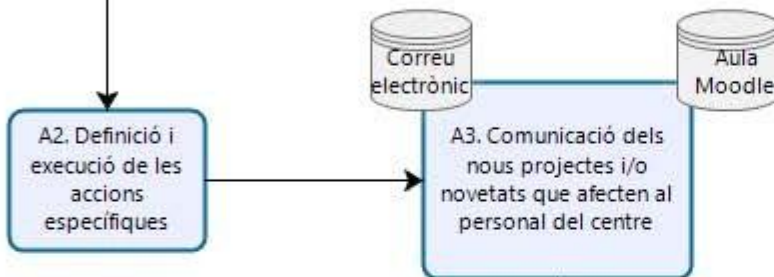 Correu
electrònic
Aula
Moodle
A2. Definició i
execució de les
accions
específiques
A3. Comunicació dels
nous projectes i/o
novetats que afecten al
personal del centre